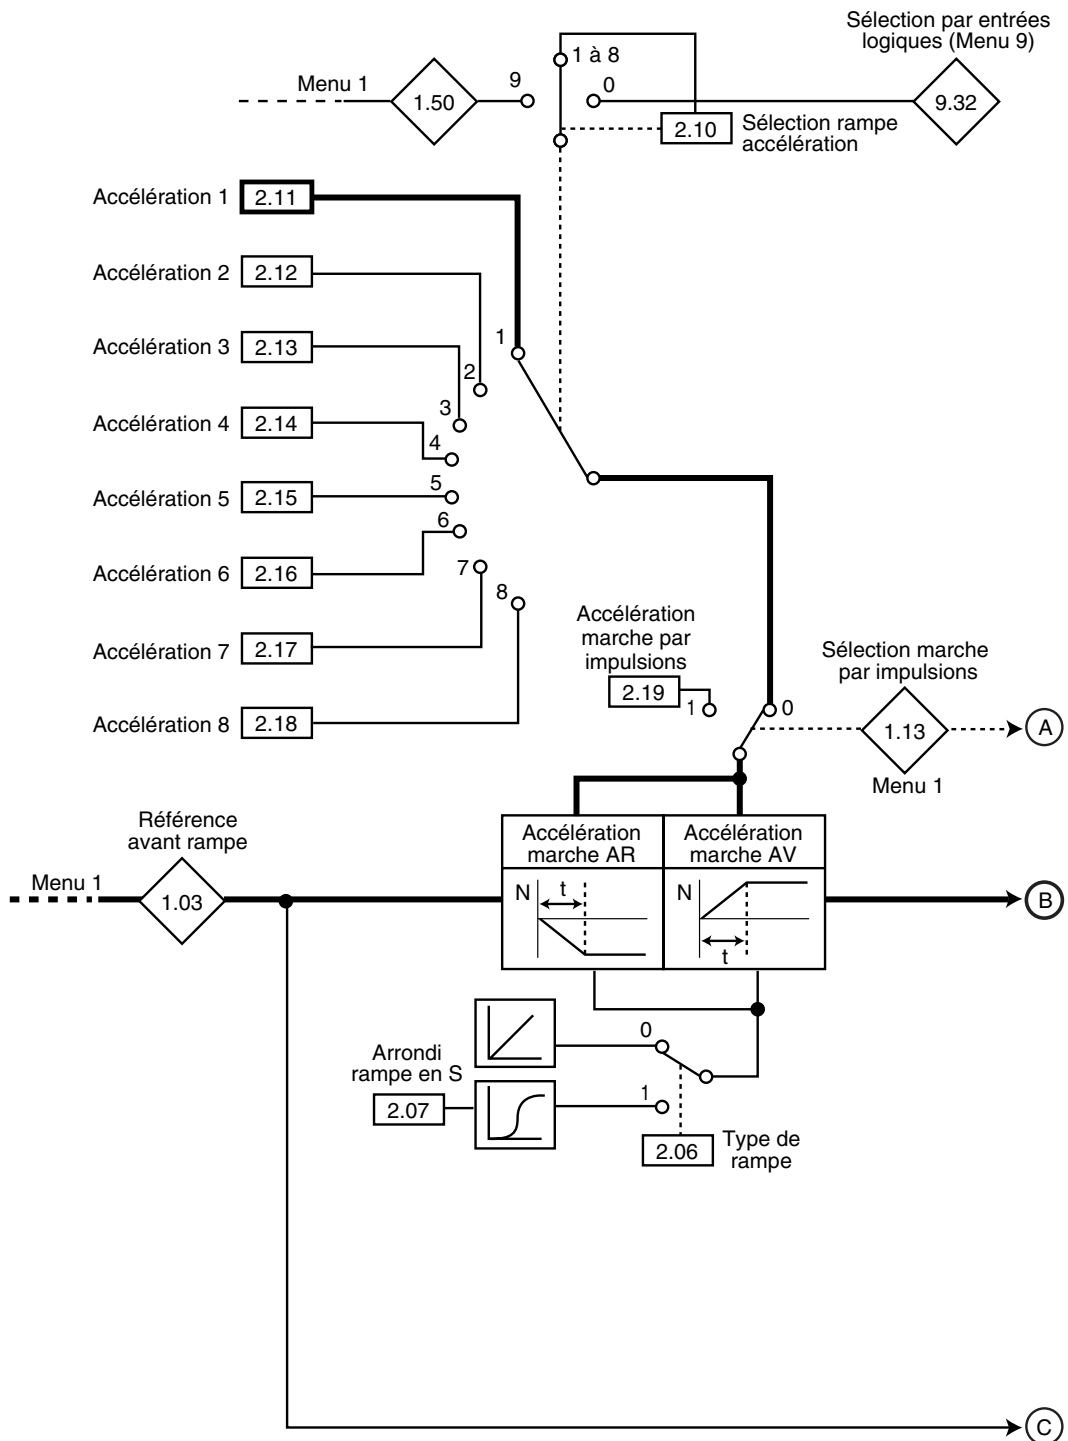 Sélection par entrées
logiques (Menu 9)
1 à 8
Menu 1
1.50
9
0
9.32
2.10
Sélection rampe
accélération
Accélération 1
2.11
Accélération 2
2.12
Accélération 3
2.13
1
2
3
Accélération 4
2.14
4
Accélération 5
2.15
5
6
Accélération 6
2.16
7
8
Accélération 7
2.17
Accélération 8
2.18
Accélération
marche par
impulsions
2.19
1
0
Sélection marche
par impulsions
1.13
Menu 1
A
Référence
avant rampe
Menu 1
1.03
Accélération
marche AR
N
t
Accélération
marche AV
N
t
B
0
Arrondi
rampe en S
2.07
1
2.06
Type de
rampe
C